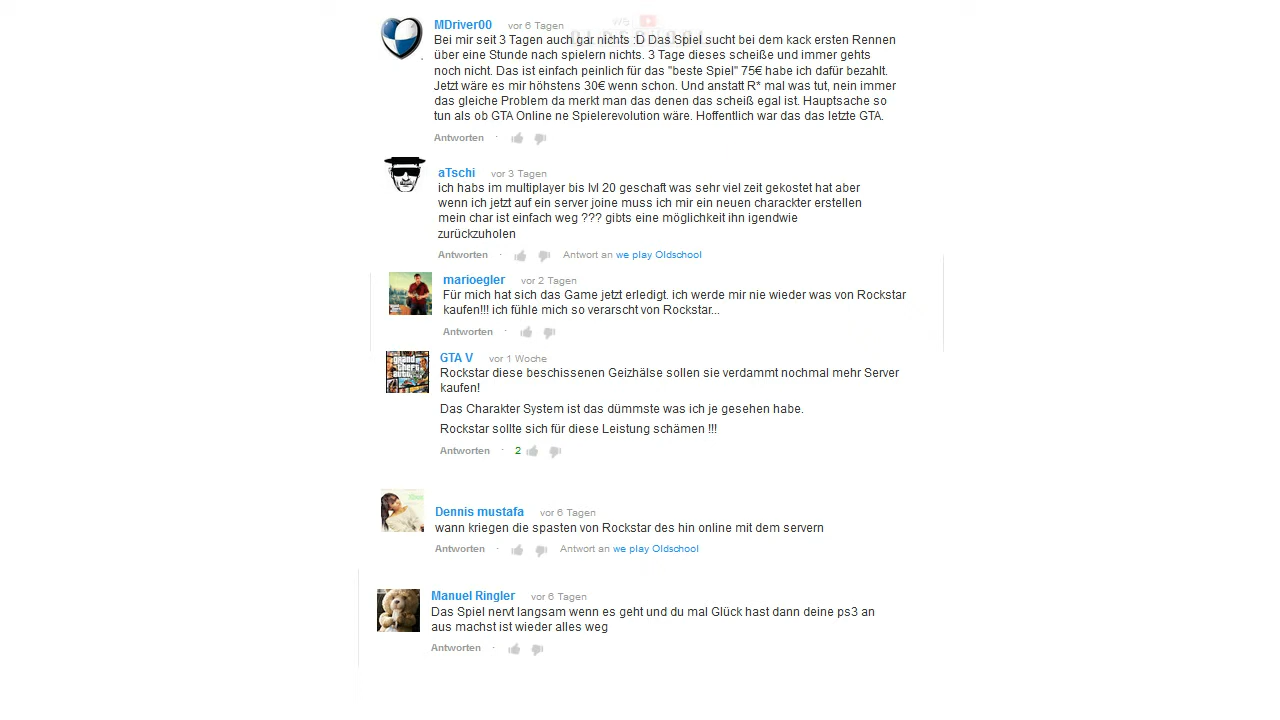 MDriver00 vor 6 Tagen
Bei mir seit 3 Tagen auch gar nichts :D Das Spiel sucht bei dem kack ersten Rennen
über eine Stunde nach spielern nichts. 3 Tage dieses scheiße und immer gehts
noch nicht. Das ist einfach peinlich für das "beste Spiel" 75€ habe ich dafür bezahlt.
Jetzt wäre es mir höhstens 30€ wenn schon. Und anstatt R* mal was tut, nein immer
das gleiche Problem da merkt man das denen das scheiß egal ist. Hauptsache so
tun als ob GTA Online ne Spielerevolution wäre. Hoffentlich war das das letzte GTA.
Antworten ·
aTschi vor 3 Tagen
ich habs im multiplayer bis lvl 20 geschaft was sehr viel zeit gekostet hat aber
wenn ich jetzt auf ein server joine muss ich mir ein neuen charackter erstellen
mein char ist einfach weg ??? gibts eine möglichkeit ihn igendwie
zurückzuholen
Antworten · Antwort an we play Oldschool
marioegler vor 2 Tagen
Für mich hat sich das Game jetzt erledigt. ich werde mir nie wieder was von Rockstar
kaufen!!! ich fühle mich so verarscht von Rockstar...
Antworten ·
GTA V vor 1 Woche
Rockstar diese beschissenen Geizhälse sollen sie verdammt nochmal mehr Server
kaufen!
Das Charakter System ist das dümmste was ich je gesehen habe.
Rockstar sollte sich für diese Leistung schämen !!!
Antworten · 2
Dennis mustafa vor 6 Tagen
wann kriegen die spasten von Rockstar des hin online mit dem servern
Antworten · Antwort an we play Oldschool
Manuel Ringler vor 6 Tagen
Das Spiel nervt langsam wenn es geht und du mal Glück hast dann deine ps3 an
aus machst ist wieder alles weg
Antworten ·